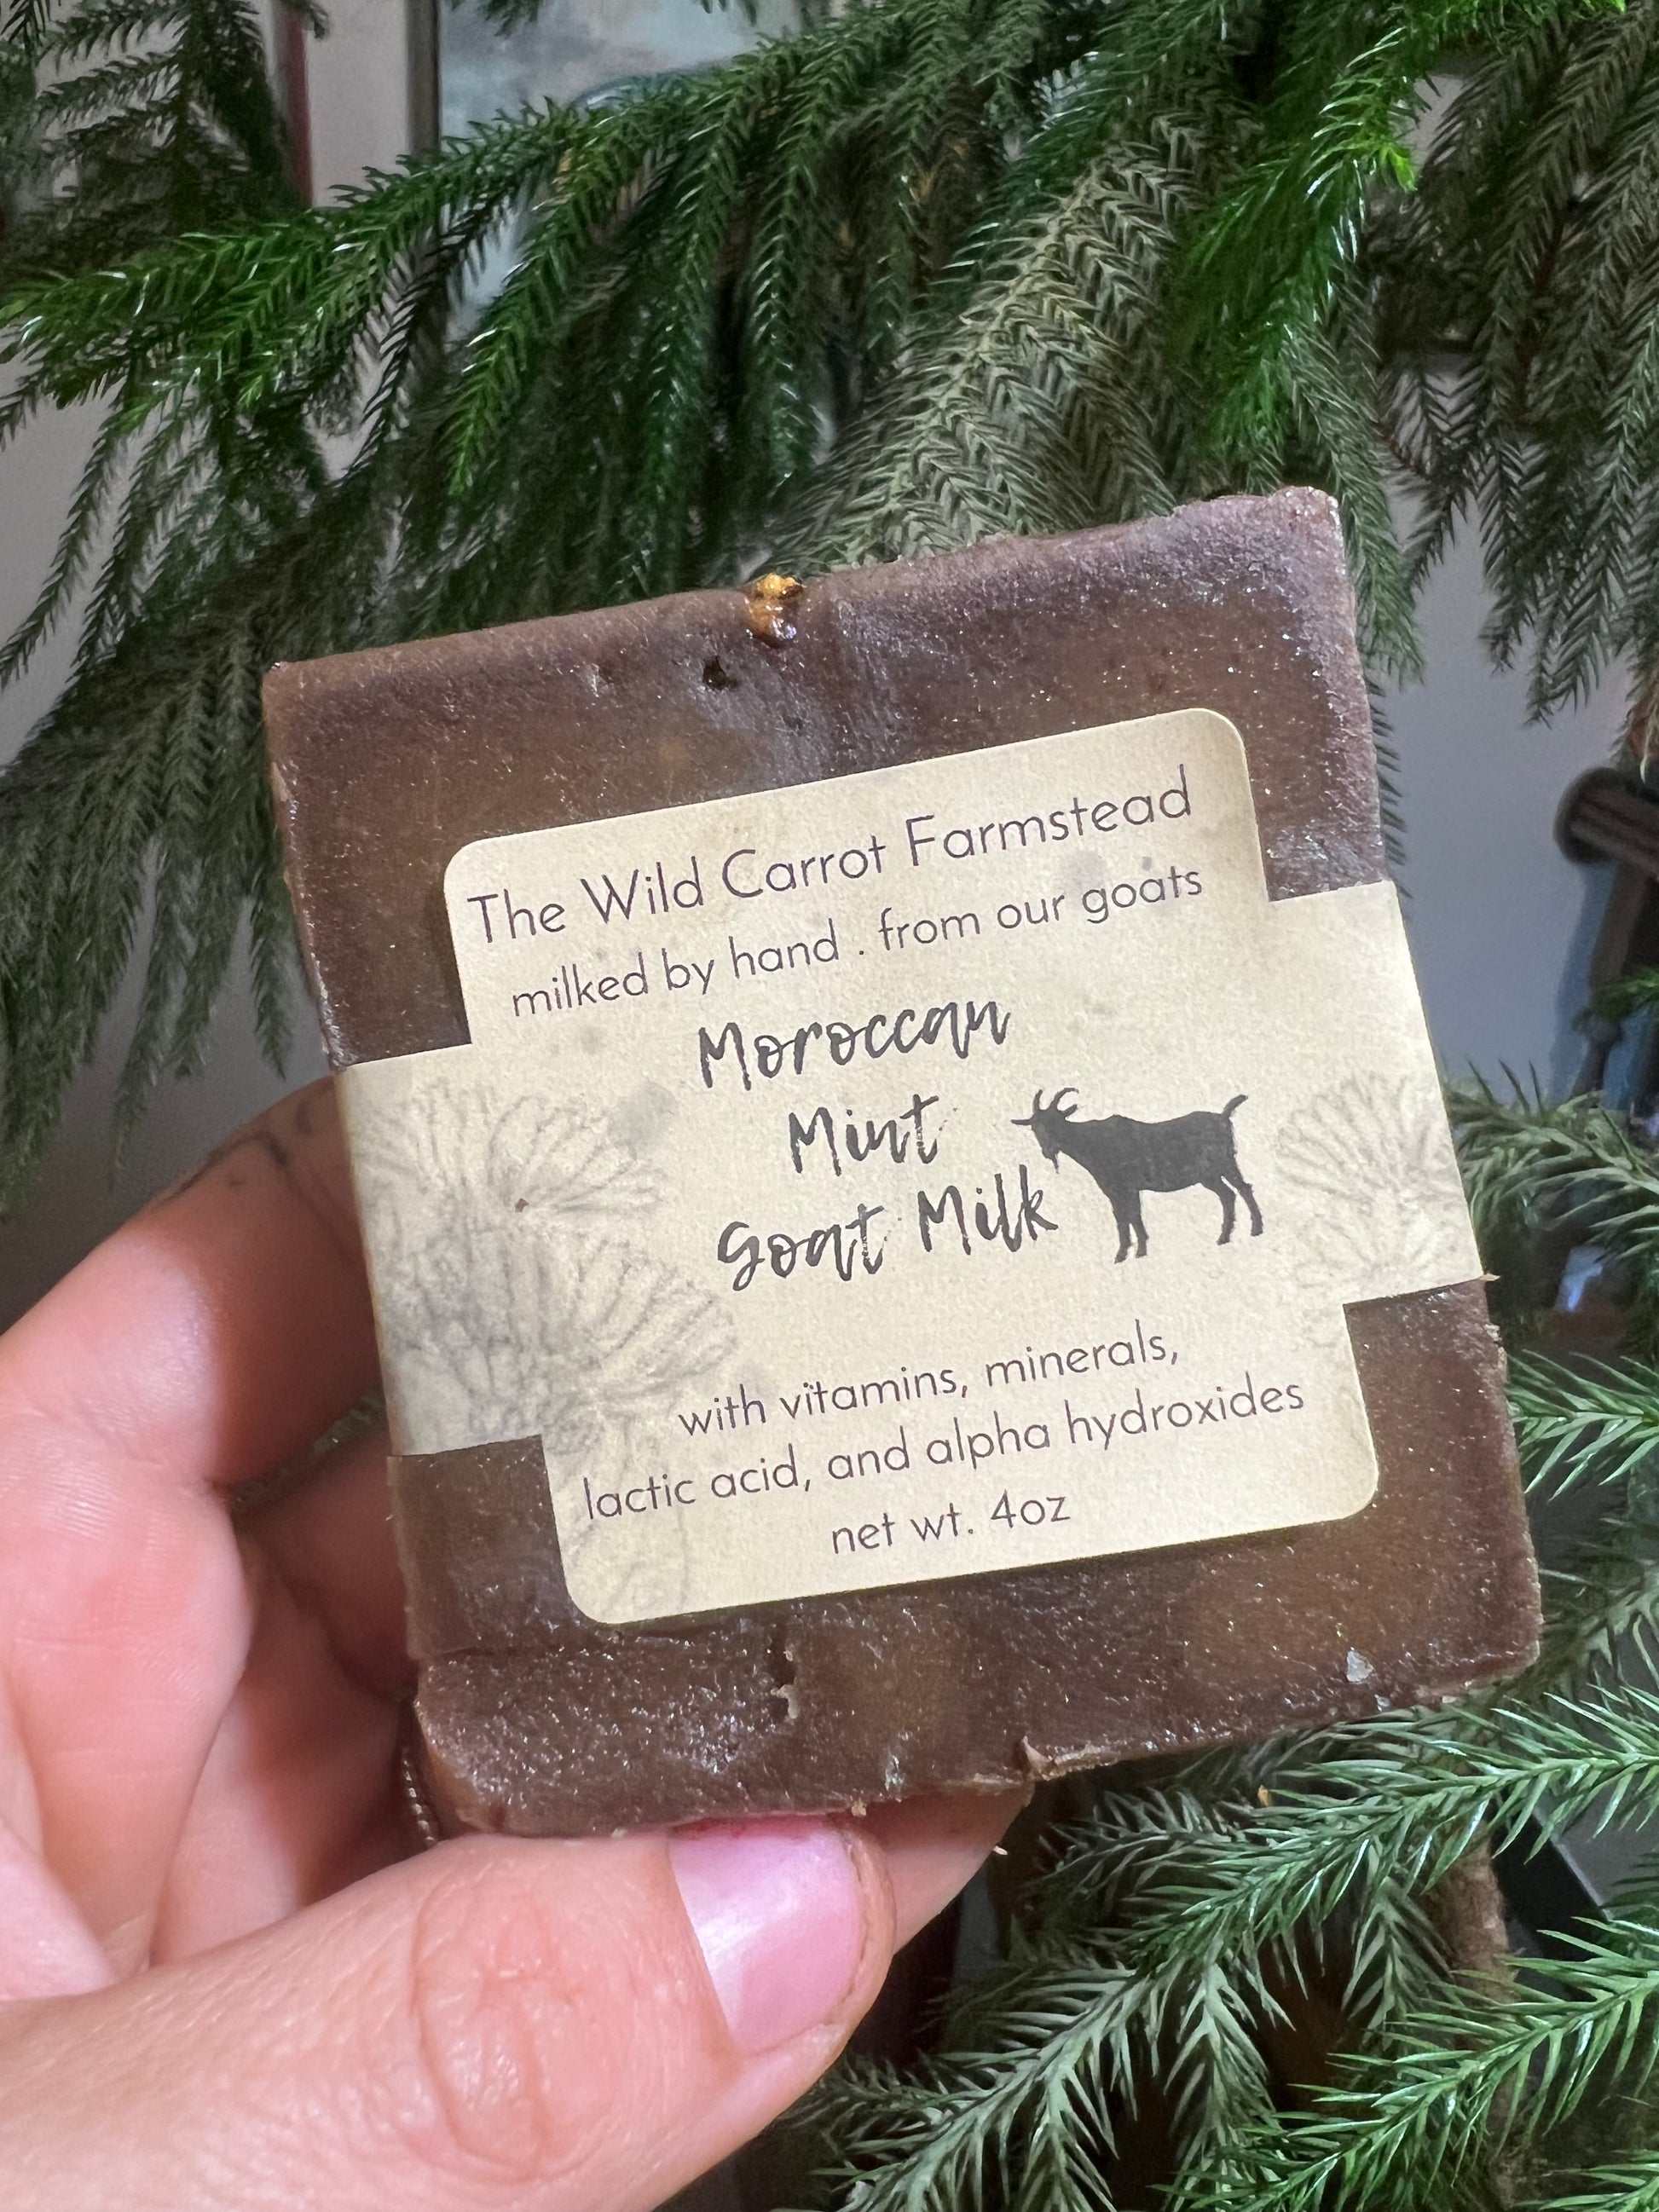 The Wild Carrot Farmstead
milked by hand . from our goats
Moroccan
Mint
Goat Milk
with vitamins, minerals,
lactic acid, and alpha hydroxides
net wt. 4oz